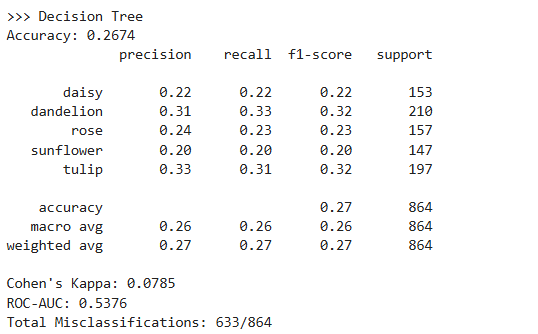 >>> Decision Tree
Accuracy: 0.2674
precision recall f1-score support
daisy 0.22 0.22 0.22 153
dandelion 0.31 0.33 0.32 210
rose 0.24 0.23 0.23 157
sunflower 0.20 0.20 0.20 147
tulip 0.33 0.31 0.32 197
accuracy 0.27 864
macro avg 0.26 0.26 0.26 864
weighted avg 0.27 0.27 0.27 864
Cohen's Kappa: 0.0785
ROC-AUC: 0.5376
Total Misclassifications: 633/864